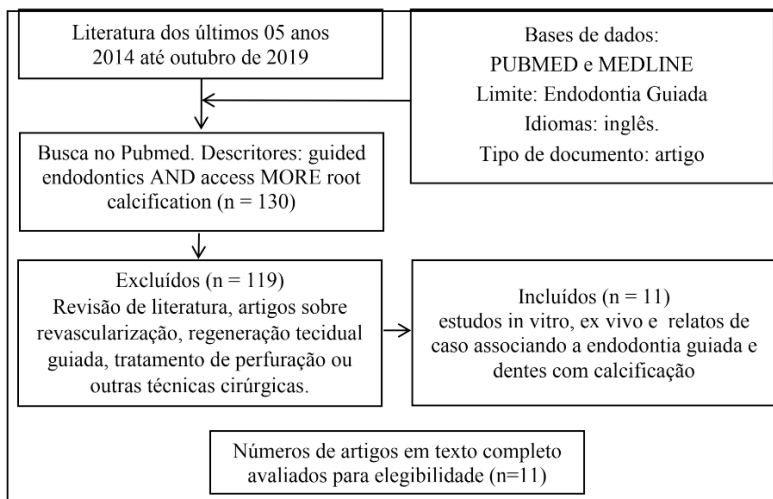 Literatura dos últimos 05 anos
2014 até outubro de 2019
Bases de dados:
PUBMED e MEDLINE
Limite: Endodontia Guiada
Idiomas: inglês.
Tipo de documento: artigo
Busca no Pubmed. Descritores: guided
endodontics AND access MORE root
calcification (n = 130)
Excluídos (n = 119)
Revisão de literatura, artigos sobre
revascularização, regeneração tecidual
guiada, tratamento de perfuração ou
outras técnicas cirúrgicas.
Incluídos (n = 11)
estudos in vitro, ex vivo e relatos de
caso associando a endodontia guiada e
dentes com calcificação
Números de artigos em texto completo
avaliados para elegibilidade (n=11)